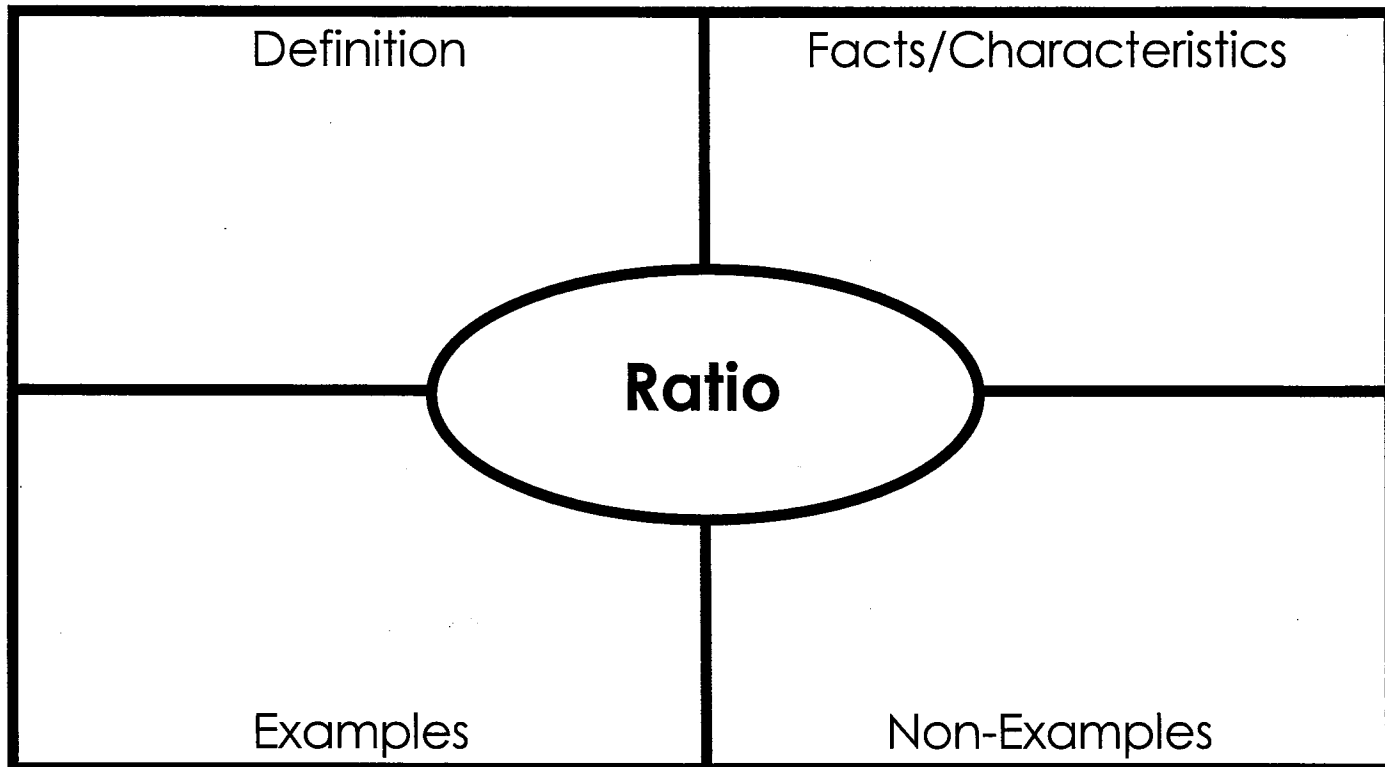 Definition
Facts/Characteristics
Ratio
Examples
Non-Examples